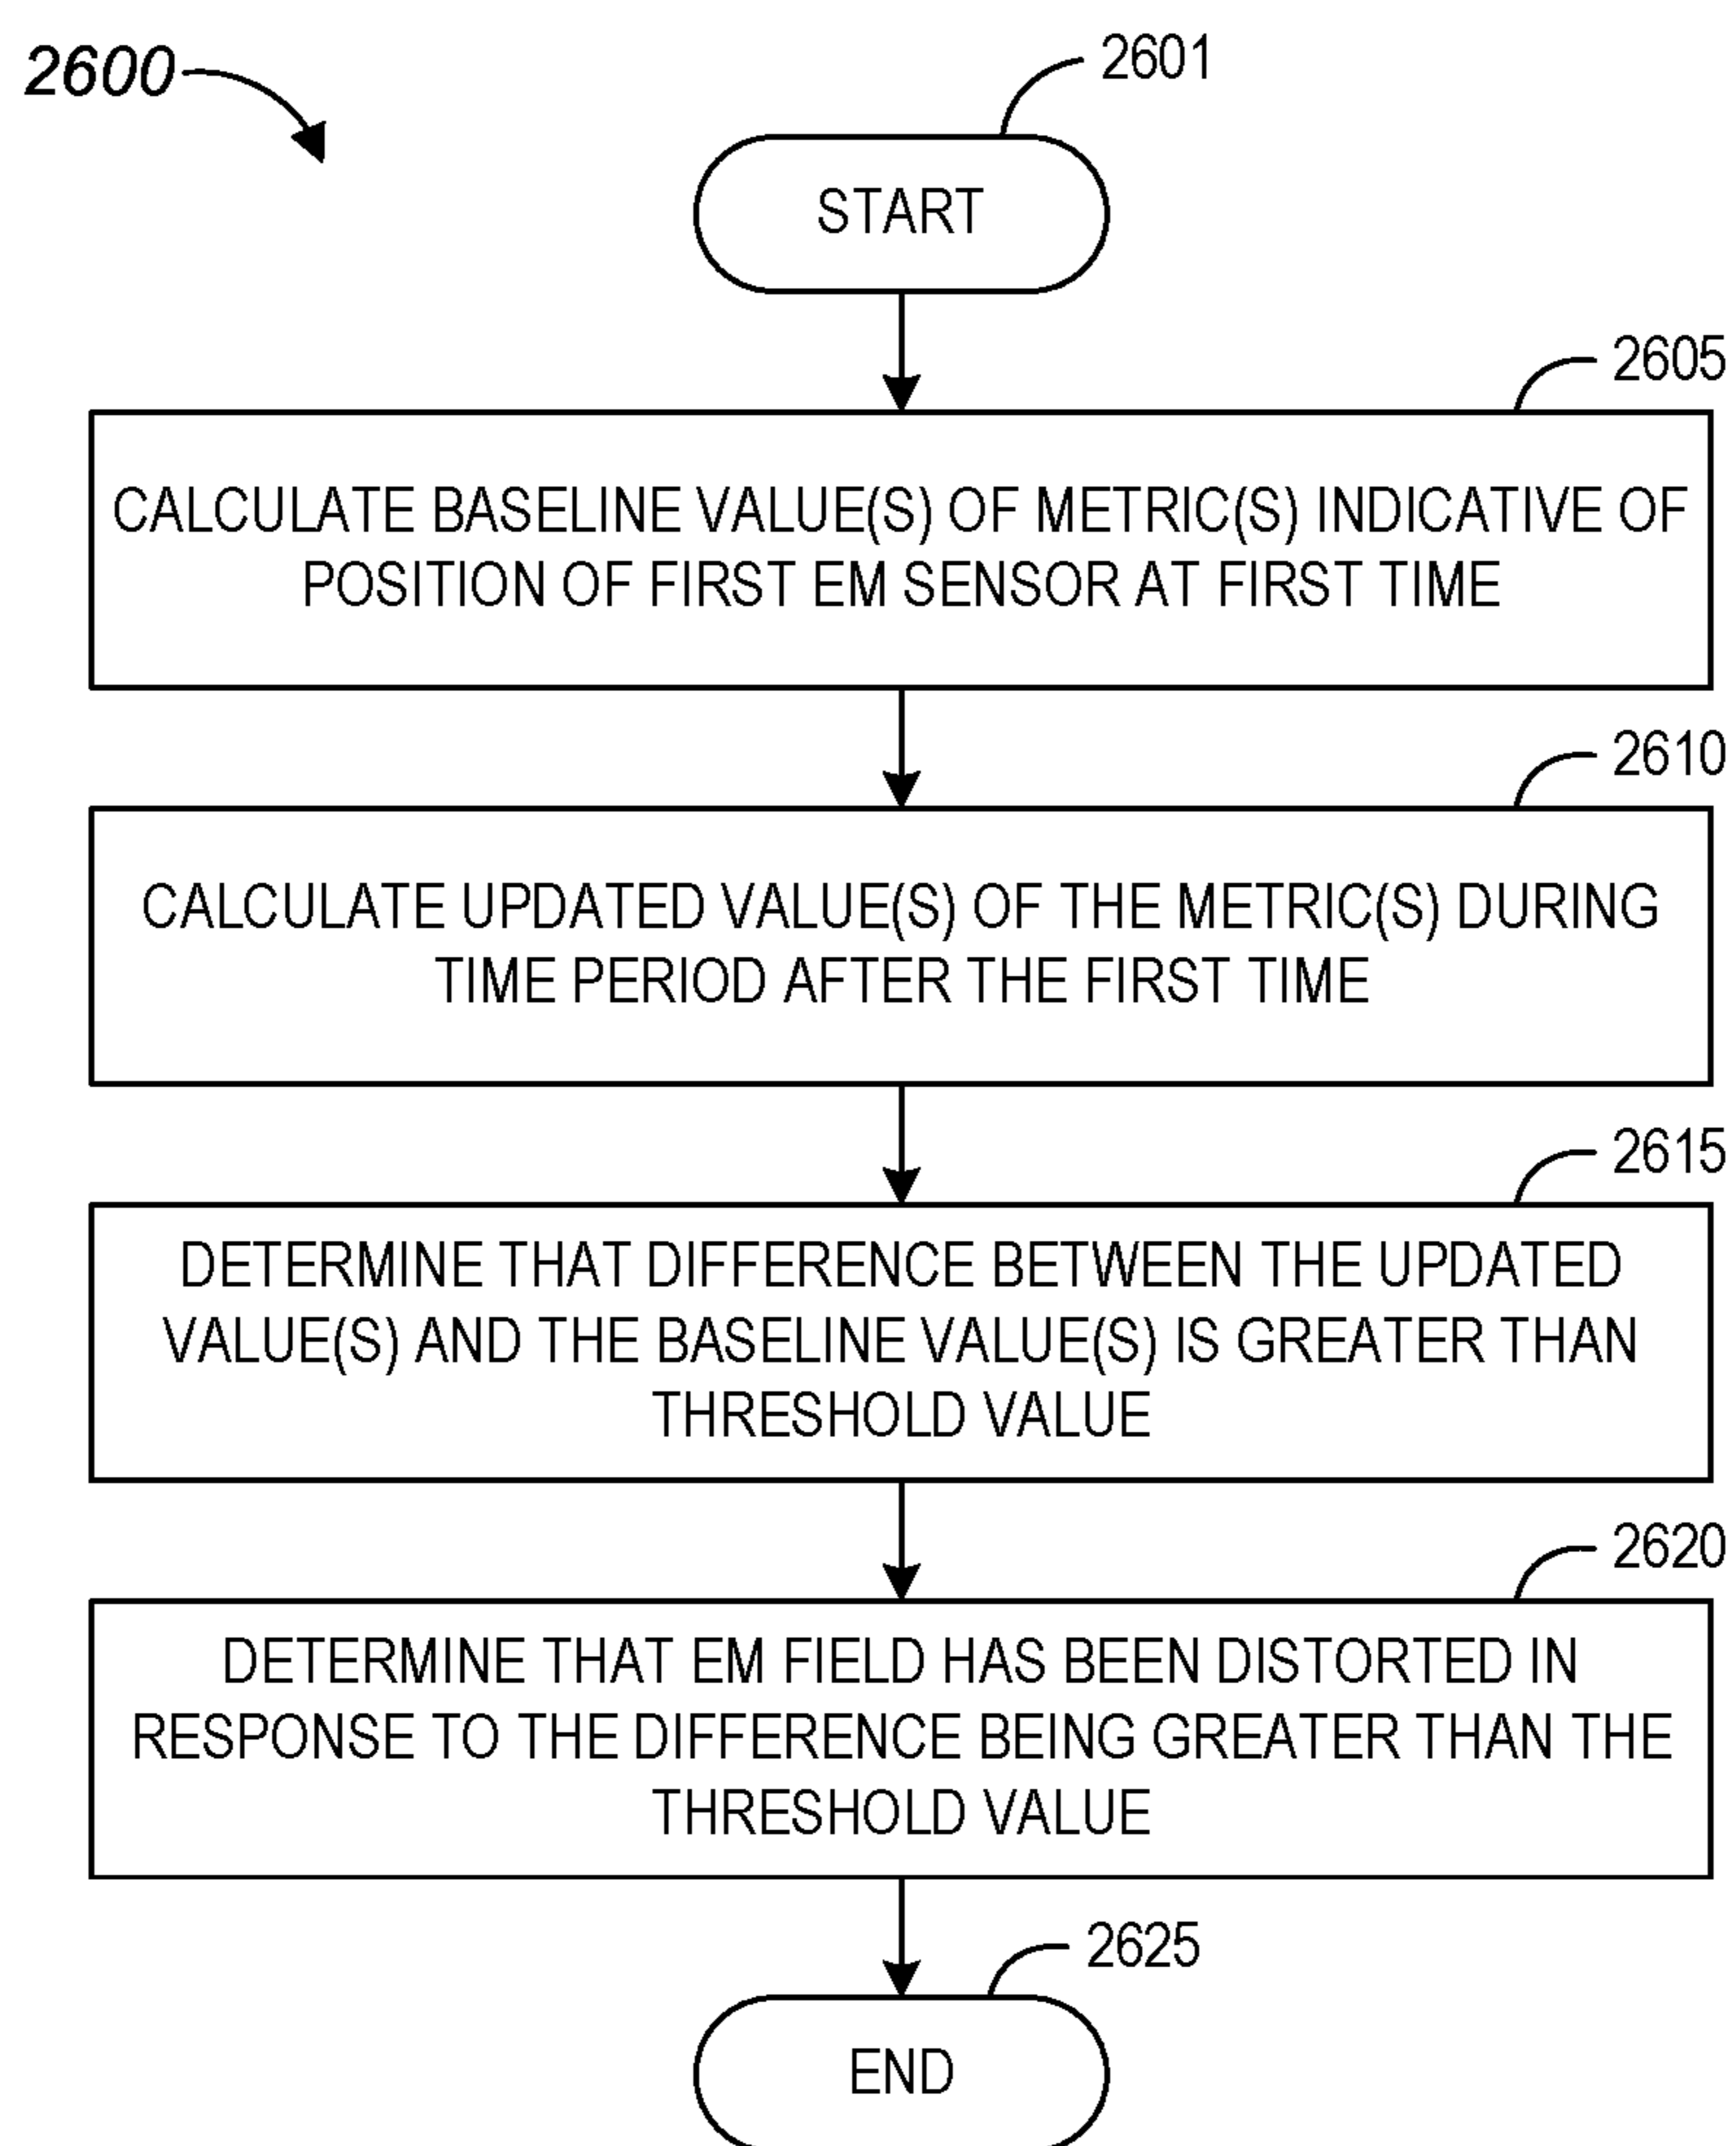 2600
2601
START
2605
CALCULATE BASELINE VALUE(S) OF METRIC(S) INDICATIVE OF
POSITION OF FIRST EM SENSOR AT FIRST TIME
2610
CALCULATE UPDATED VALUE(S) OF THE METRIC(S) DURING
TIME PERIOD AFTER THE FIRST TIME
2615
DETERMINE THAT DIFFERENCE BETWEEN THE UPDATED
VALUE(S) AND THE BASELINE VALUE(S) IS GREATER THAN
THRESHOLD VALUE
2620
DETERMINE THAT EM FIELD HAS BEEN DISTORTED IN
RESPONSE TO THE DIFFERENCE BEING GREATER THAN THE
THRESHOLD VALUE
2625
END